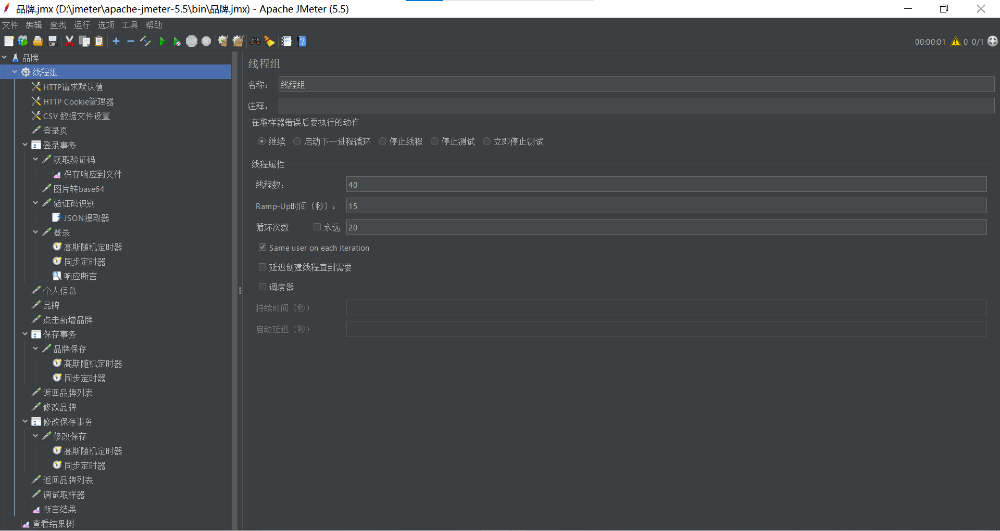 品牌.jmx (D:\jmeter\apache-jmeter-5.5\bin\品牌.jmx) - Apache JMeter (5.5)
文件 编辑 查找 运行 选项 工具 帮助
00:00:01 0 0/1
品牌
线程组
HTTP请求默认值
HTTP Cookie管理器
CSV 数据文件设置
登录页
登录事务
获取验证码
保存响应到文件
图片转base64
验证码识别
JSON提取器
登录
高斯随机定时器
同步定时器
响应断言
个人信息
品牌
点击新增品牌
保存事务
品牌保存
高斯随机定时器
同步定时器
返回品牌列表
修改品牌
修改保存事务
修改保存
高斯随机定时器
同步定时器
返回品牌列表
调试取样器
断言结果
查看结果树
线程组
名称: 线程组
注释:
在取样器错误后要执行的动作
继续 启动下一进程循环 停止线程 停止测试 立即停止测试
线程属性
线程数: 40
Ramp-Up时间（秒）: 15
循环次数 永远 20
Same user on each iteration
延迟创建线程直到需要
调度器
持续时间（秒）
启动延迟（秒）